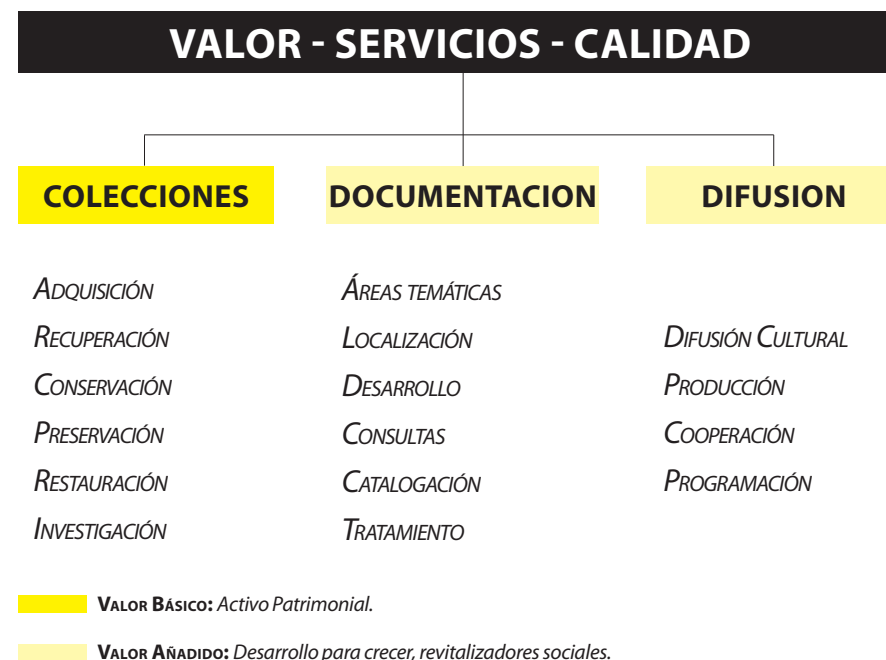 VALOR - SERVICIOS - CALIDAD
COLECCIONES
DOCUMENTACION
DIFUSION
ADQUISICIÓN
RECUPERACIÓN
CONSERVACIÓN
PRESERVACIÓN
RESTAURACIÓN
INVESTIGACIÓN
ÁREAS TEMÁTICAS
LOCALIZACIÓN
DESARROLLO
CONSULTAS
CATALOGACIÓN
TRATAMIENTO
DIFUSIÓN CULTURAL
PRODUCCIÓN
COOPERACIÓN
PROGRAMACIÓN
VALOR BÁSICO: Activo Patrimonial.
VALOR AÑADIDO: Desarrollo para crecer, revitalizadores sociales.